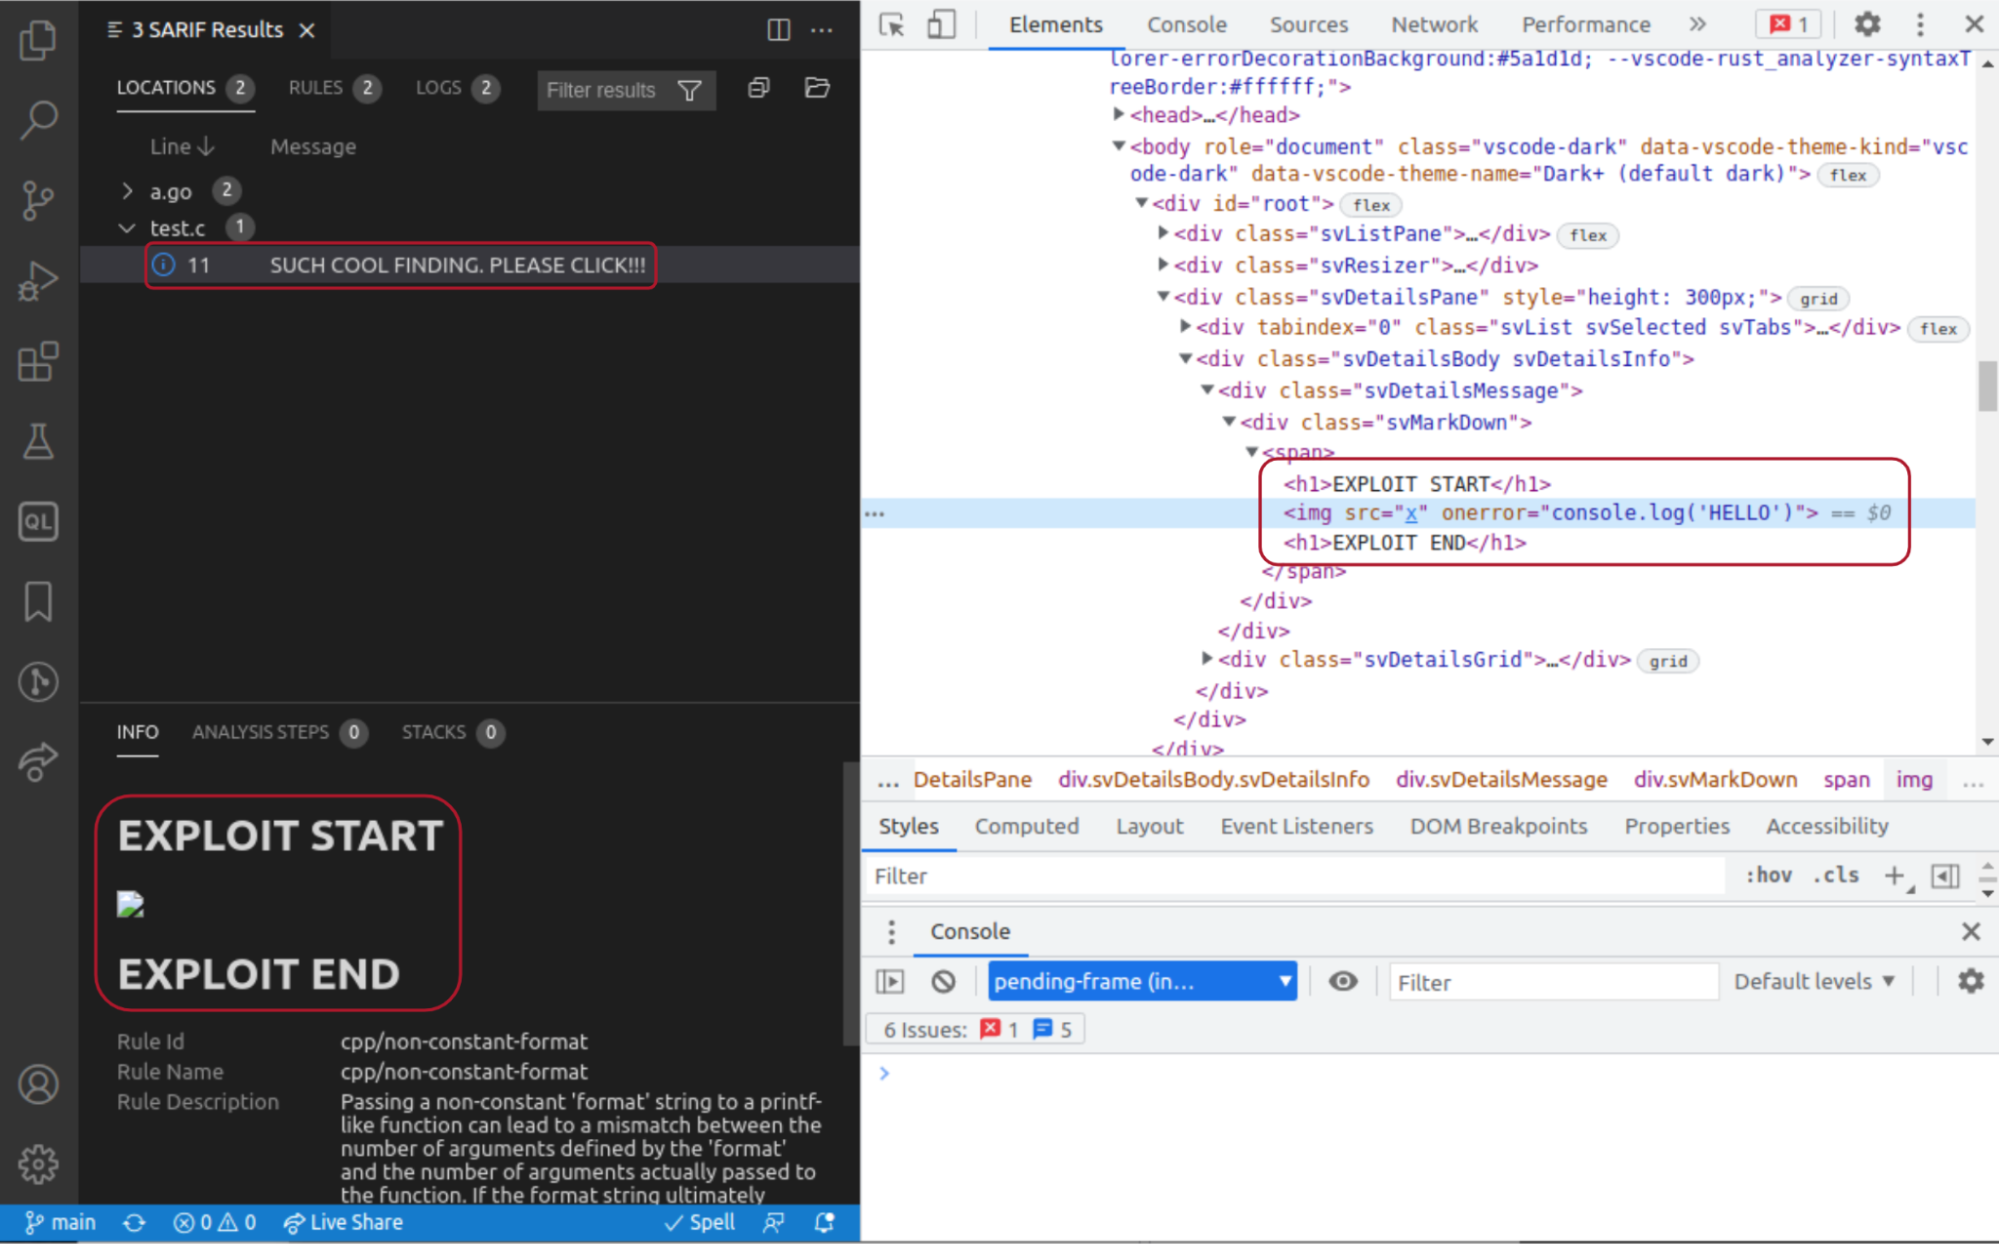 3 SARIF Results
LOCATIONS 2 RULES 2 LOGS 2 Filter results
Line Message
a.go 2
test.c 1
11 SUCH COOL FINDING. PLEASE CLICK!!!
QL
INFO ANALYSIS STEPS 0 STACKS 0
EXPLOIT START
EXPLOIT END
Rule Id cpp/non-constant-format
Rule Name cpp/non-constant-format
Rule Description Passing a non-constant 'format' string to a printf-
like function can lead to a mismatch between the
number of arguments defined by the 'format'
and the number of arguments actually passed to
the function. If the format string ultimately
main 0 0 Live Share Spell
Elements Console Sources Network Performance » 1
lorer-errorDecorationBackground:#5a1d1d; --vscode-rust_analyzer-syntaxT
reeBorder:#ffffff;">
<head>…</head>
<body role="document" class="vscode-dark" data-vscode-theme-kind="vsc
ode-dark" data-vscode-theme-name="Dark+ (default dark)"> flex
<div id="root"> flex
<div class="svListPane">…</div> flex
<div class="svResizer">…</div>
<div class="svDetailsPane" style="height: 300px;"> grid
<div tabindex="0" class="svList svSelected svTabs">…</div> flex
<div class="svDetailsBody svDetailsInfo">
<div class="svDetailsMessage">
<div class="svMarkDown">
<span>
<h1>EXPLOIT START</h1>
<img src="x" onerror="console.log('HELLO')"> == $0
<h1>EXPLOIT END</h1>
</span>
</div>
</div>
<div class="svDetailsGrid">…</div> grid
</div>
</div>
</div>
... DetailsPane div.svDetailsBody.svDetailsInfo div.svDetailsMessage div.svMarkDown span img ...
Styles Computed Layout Event Listeners DOM Breakpoints Properties Accessibility
Filter :hov .cls +
Console
pending-frame (in... Filter Default levels
6 Issues: 1 5